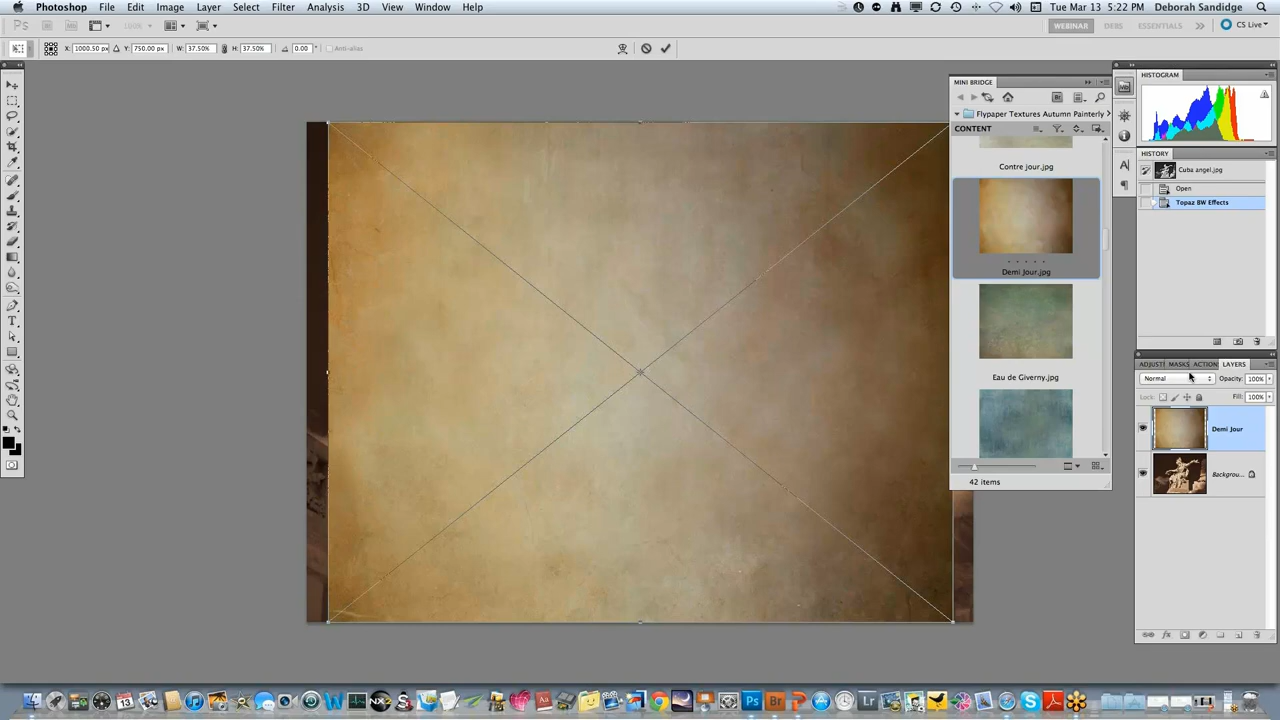 Photoshop File Edit Image Layer Select Filter Analysis 3D View Window Help Tue Mar 13 5:22 PM Deborah Sandidge
WEBINAR DEBS ESSENTIALS CS Live
X: 1000.50 px Y: 750.00 px W: 37.50% H: 37.50% 0.00 ° Anti-alias
MINI BRIDGE
Flypaper Textures Autumn Painterly
CONTENT
Contre jour.jpg
Demi Jour.jpg
Eau de Giverny.jpg
42 items
HISTOGRAM
HISTORY
Cuba angel.jpg
Open
Topaz BW Effects
ADJUSTI MASKS ACTION LAYERS
Normal Opacity: 100%
Lock: Fill: 100%
Demi Jour
Backgrou...